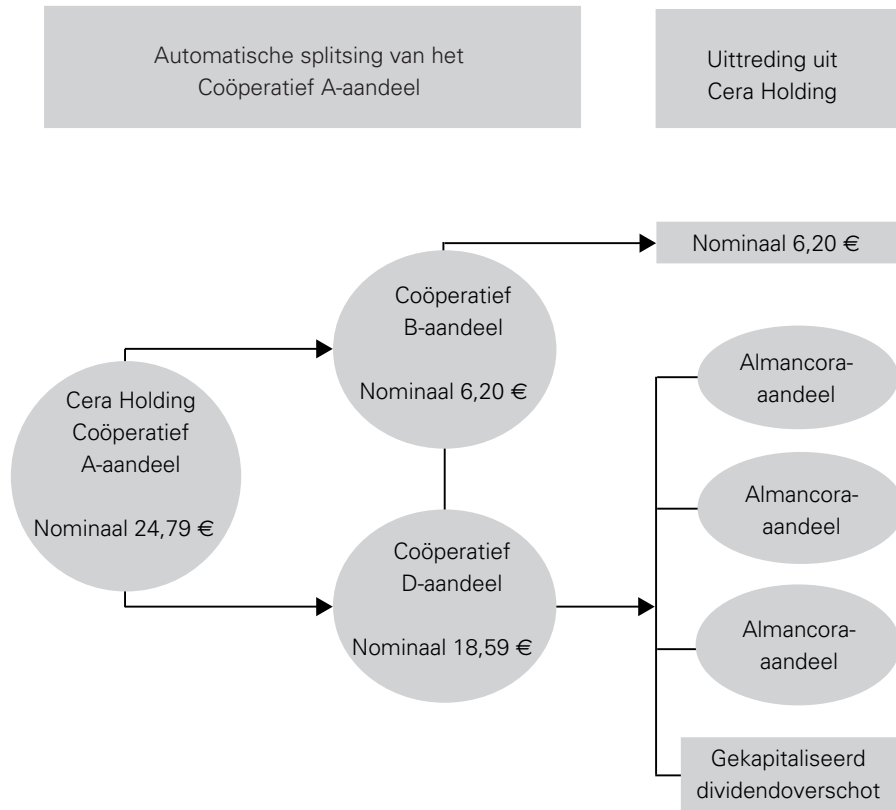 Automatische splitsing van het
Coöperatief A-aandeel
Uittreding uit
Cera Holding
Nominaal 6,20 €
Coöperatief
B-aandeel
Nominaal 6,20 €
Almancora-
aandeel
Cera Holding
Coöperatief
A-aandeel
Nominaal 24,79 €
Almancora-
aandeel
Coöperatief
D-aandeel
Nominaal 18,59 €
Almancora-
aandeel
Gekapitaliseerd
dividendoverschot